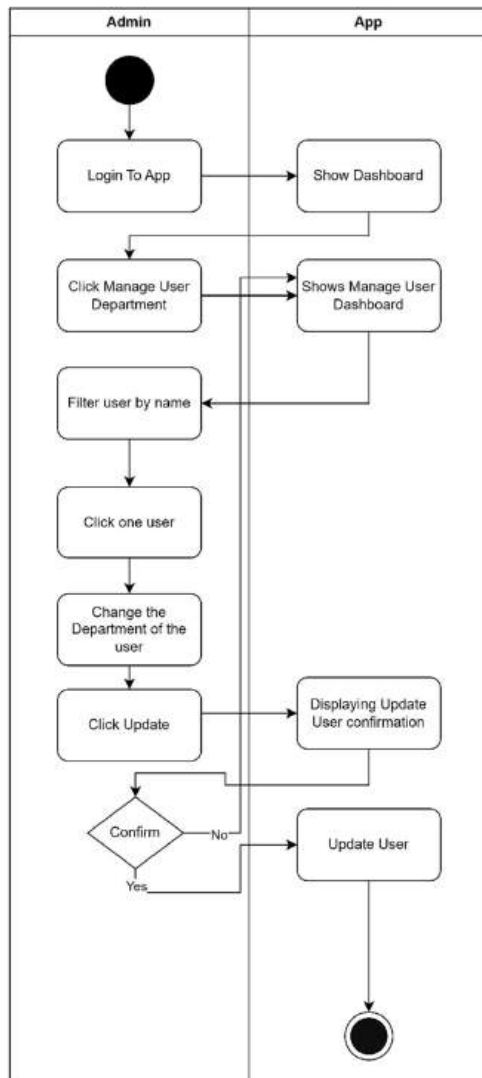 Admin
App
Login To App
Show Dashboard
Click Manage User
Department
Shows Manage User
Dashboard
Filter user by name
Click one user
Change the
Department of the
user
Click Update
Displaying Update
User confirmation
Confirm
No
Update User
Yes